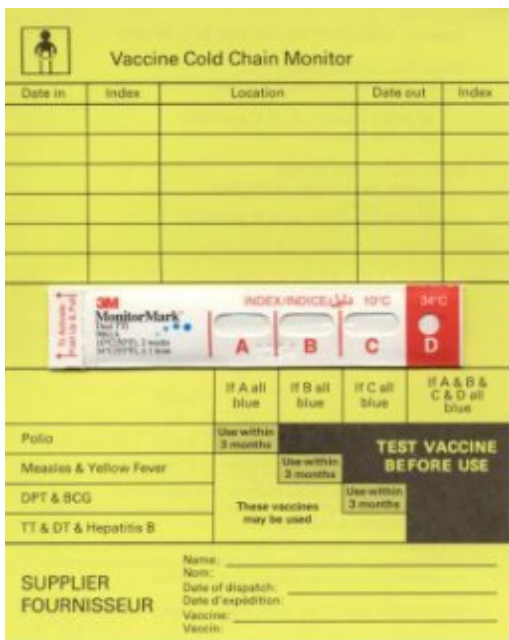 Vaccine Cold Chain Monitor
Date in Index Location Date out Index
To Activate
3M
MonitorMark
INDEX/INDICE/ 10°C 34°C
A B C D
If A all blue
If B all blue
If C all blue
If A & B & C & D all blue
Polio
Use within 3 months
TEST VACCINE BEFORE USE
Measles & Yellow Fever
Use within 3 months
DPT & BCG
Use within 3 months
These vaccines may be used
TT & DT & Hepatitis B
SUPPLIER
FOURNISSEUR
Name:
Nom:
Date of dispatch:
Date d'expédition:
Vaccine:
Vaccin: